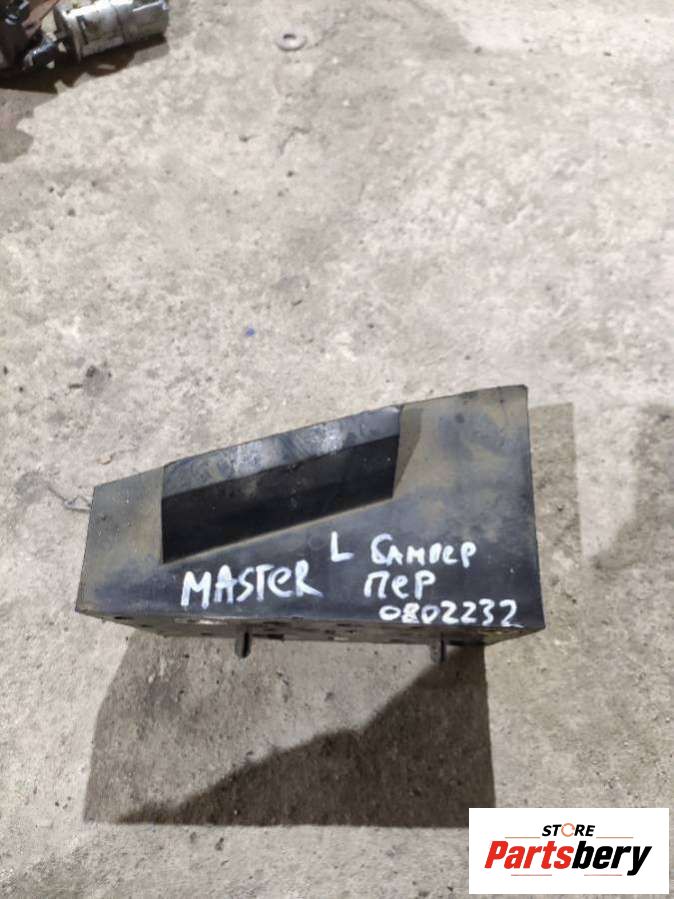 MASTER L бампер
пер
0802232
STORE
Partsbery